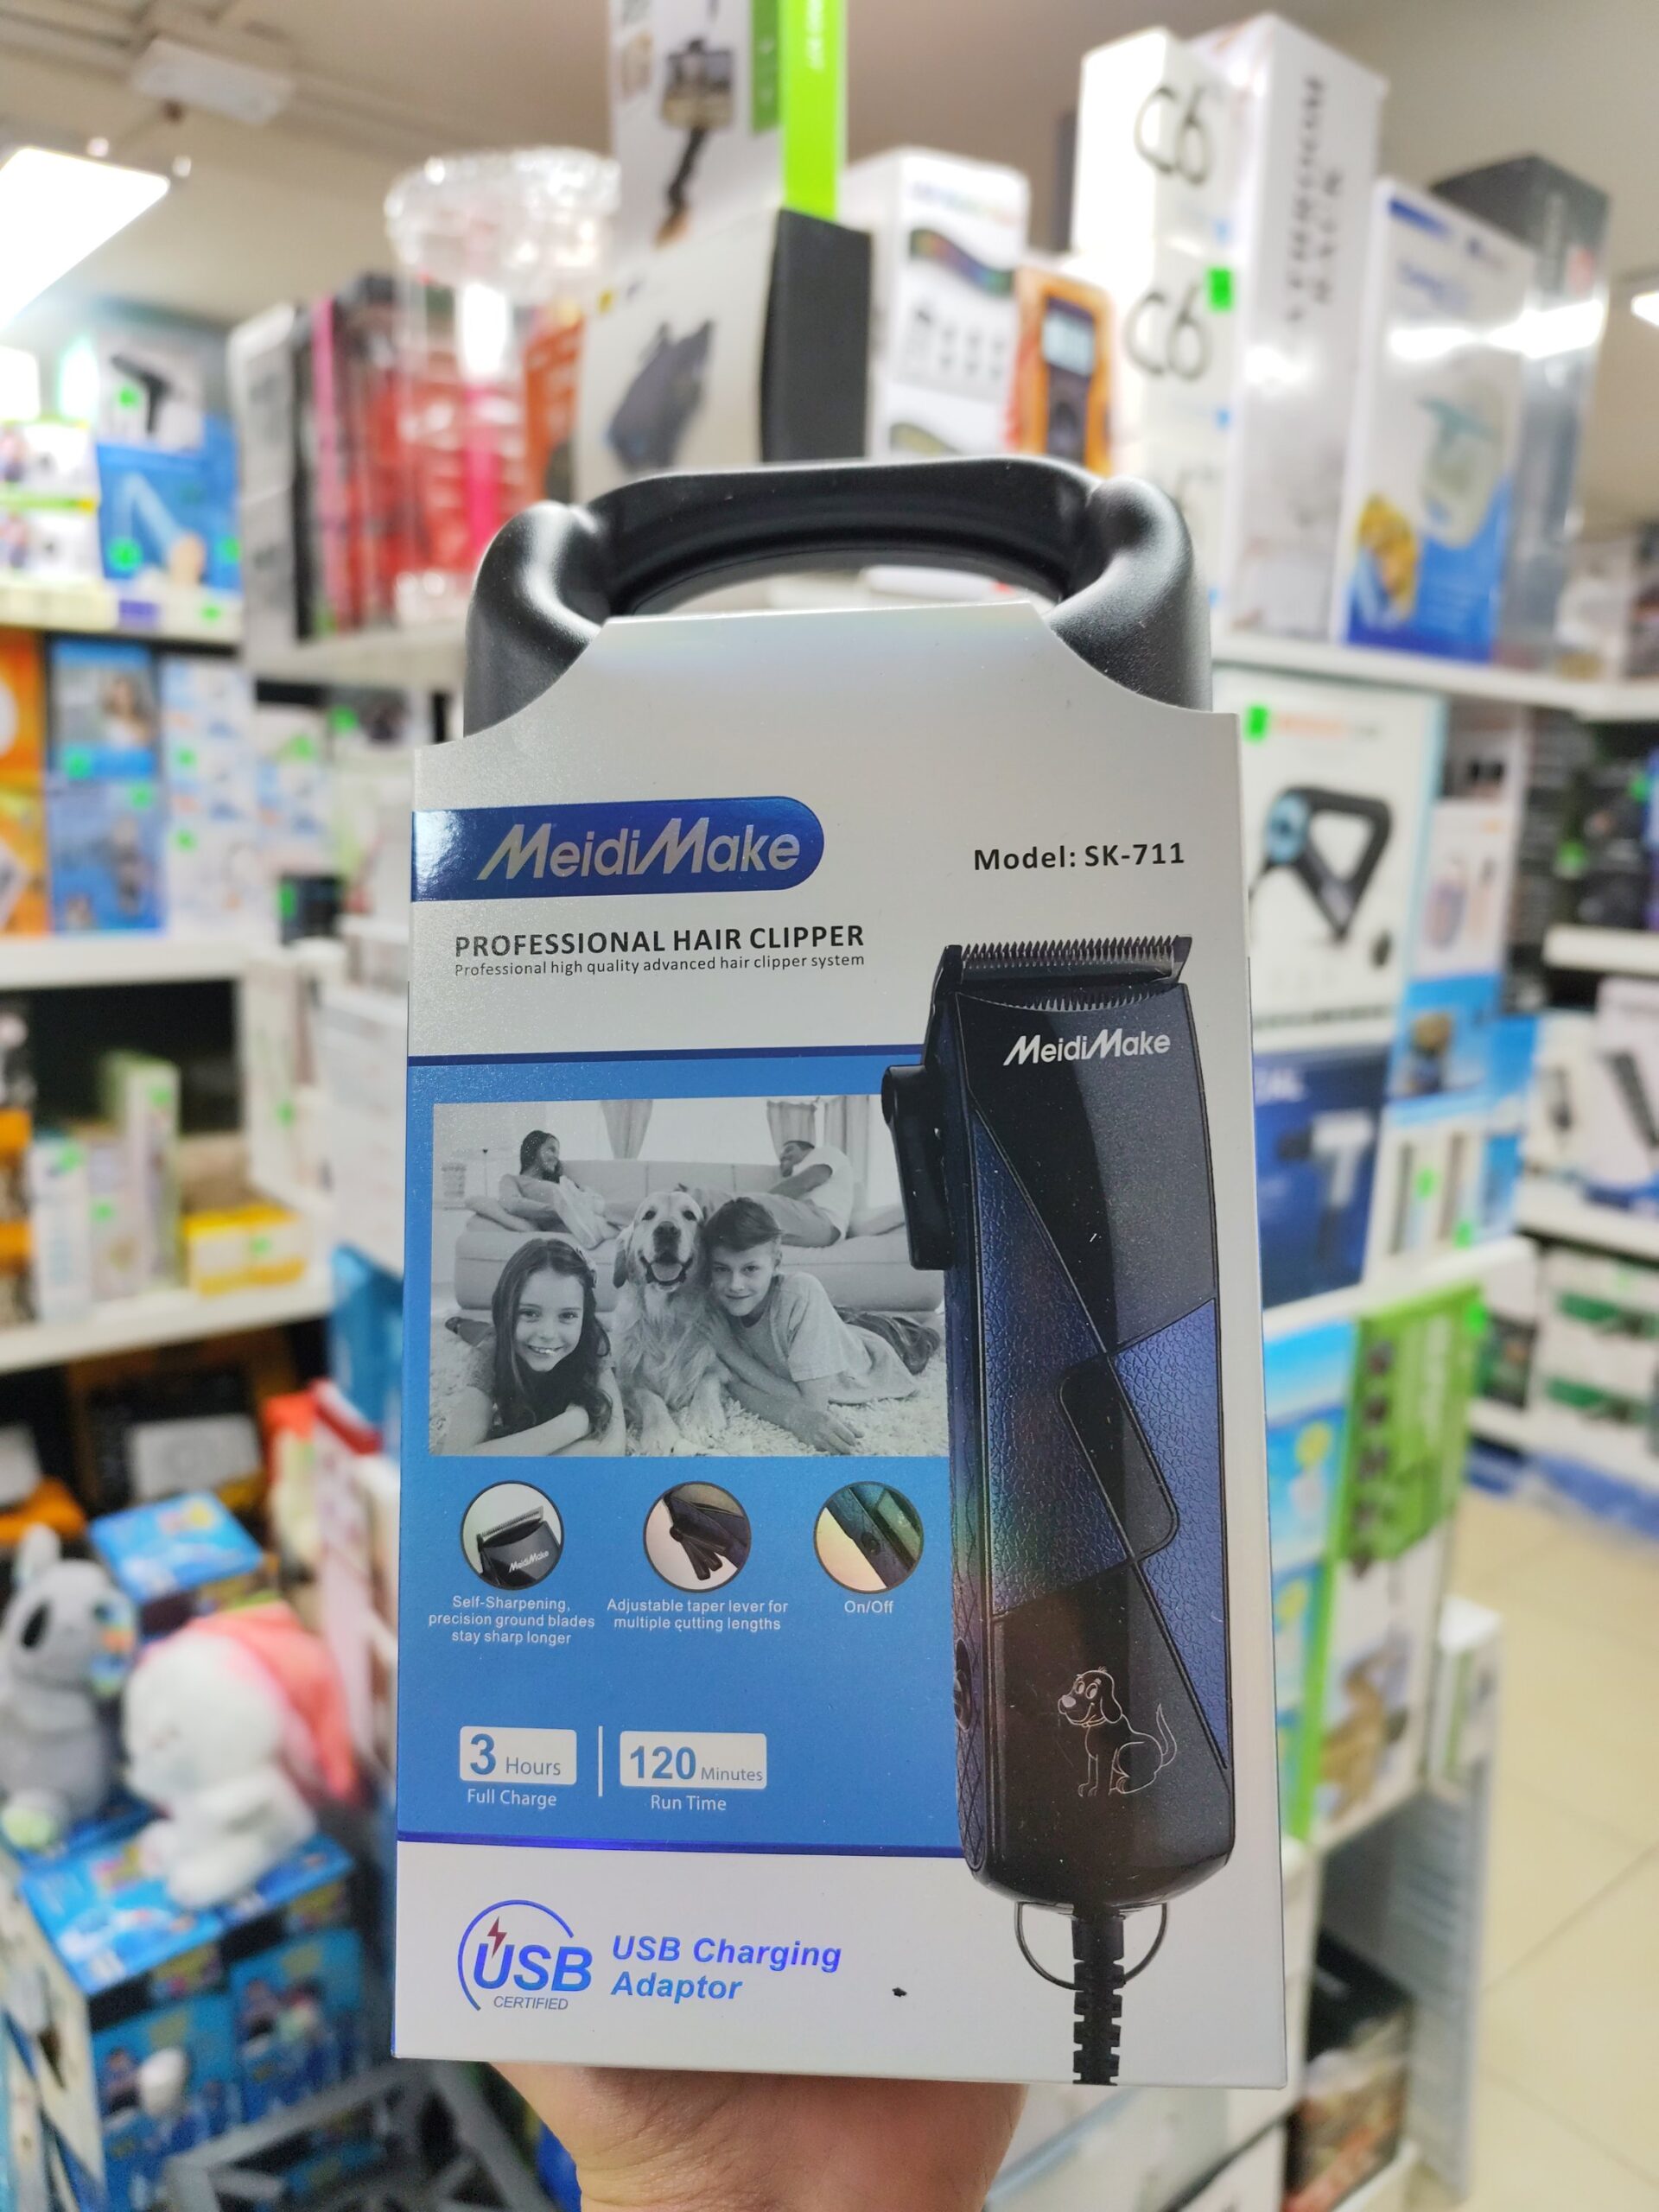 C6
C6
MeidiMake
Model: SK-711
PROFESSIONAL HAIR CLIPPER
Professional high quality advanced hair clipper system
MeidiMake
MeidiMake
Self-Sharpening,
precision ground blades
stay sharp longer
Adjustable taper lever for
multiple cutting lengths
On/Off
3 Hours
Full Charge
120 Minutes
Run Time
USB
CERTIFIED
USB Charging
Adaptor